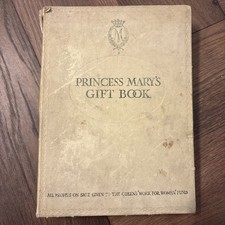 M
PRINCESS MARY'S
GIFT BOOK
ALL PROFITS ON SALE GIVEN TO THE QUEEN'S "WORK FOR WOMEN" FUND